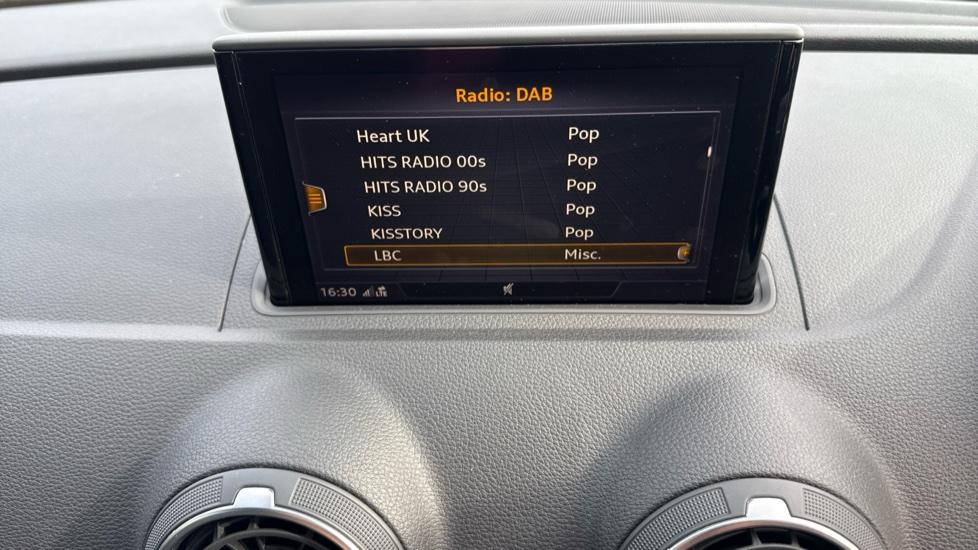 Radio: DAB
Heart UK Pop
HITS RADIO 00s Pop
HITS RADIO 90s Pop
KISS Pop
KISSTORY Pop
LBC Misc.
16:30 LTE